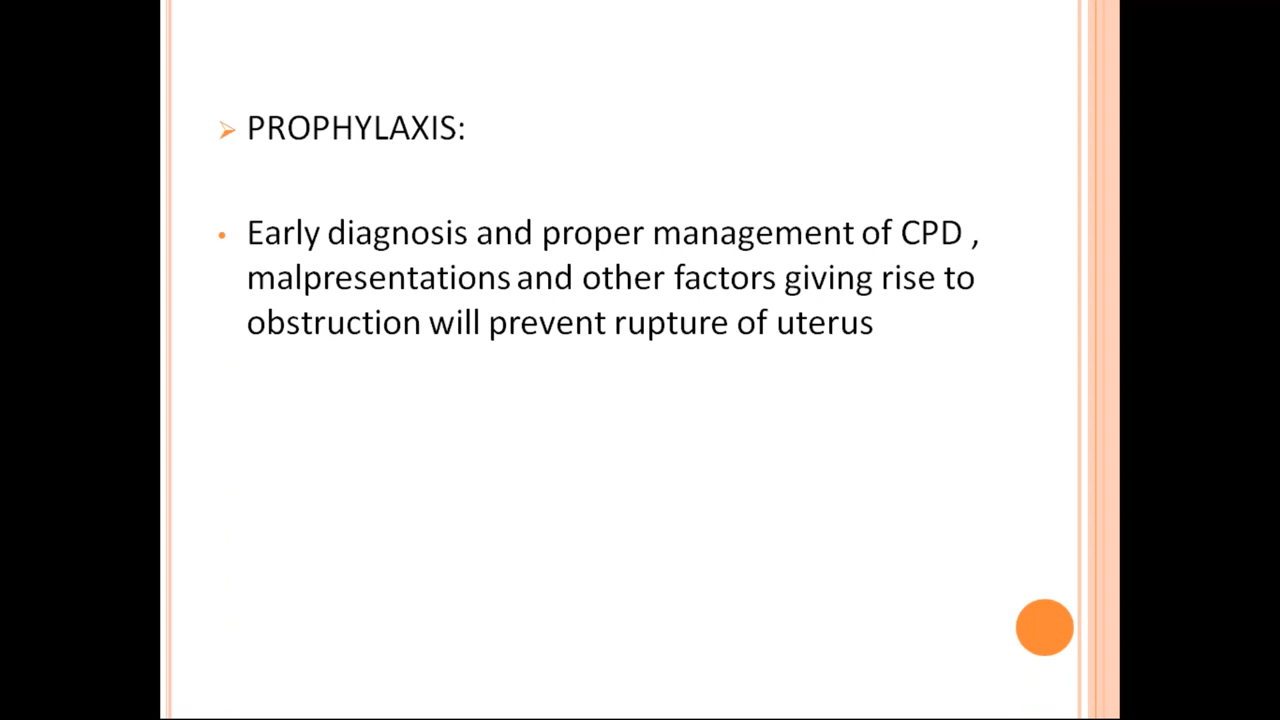 PROPHYLAXIS:
Early diagnosis and proper management of CPD ,
malpresentations and other factors giving rise to
obstruction will prevent rupture of uterus